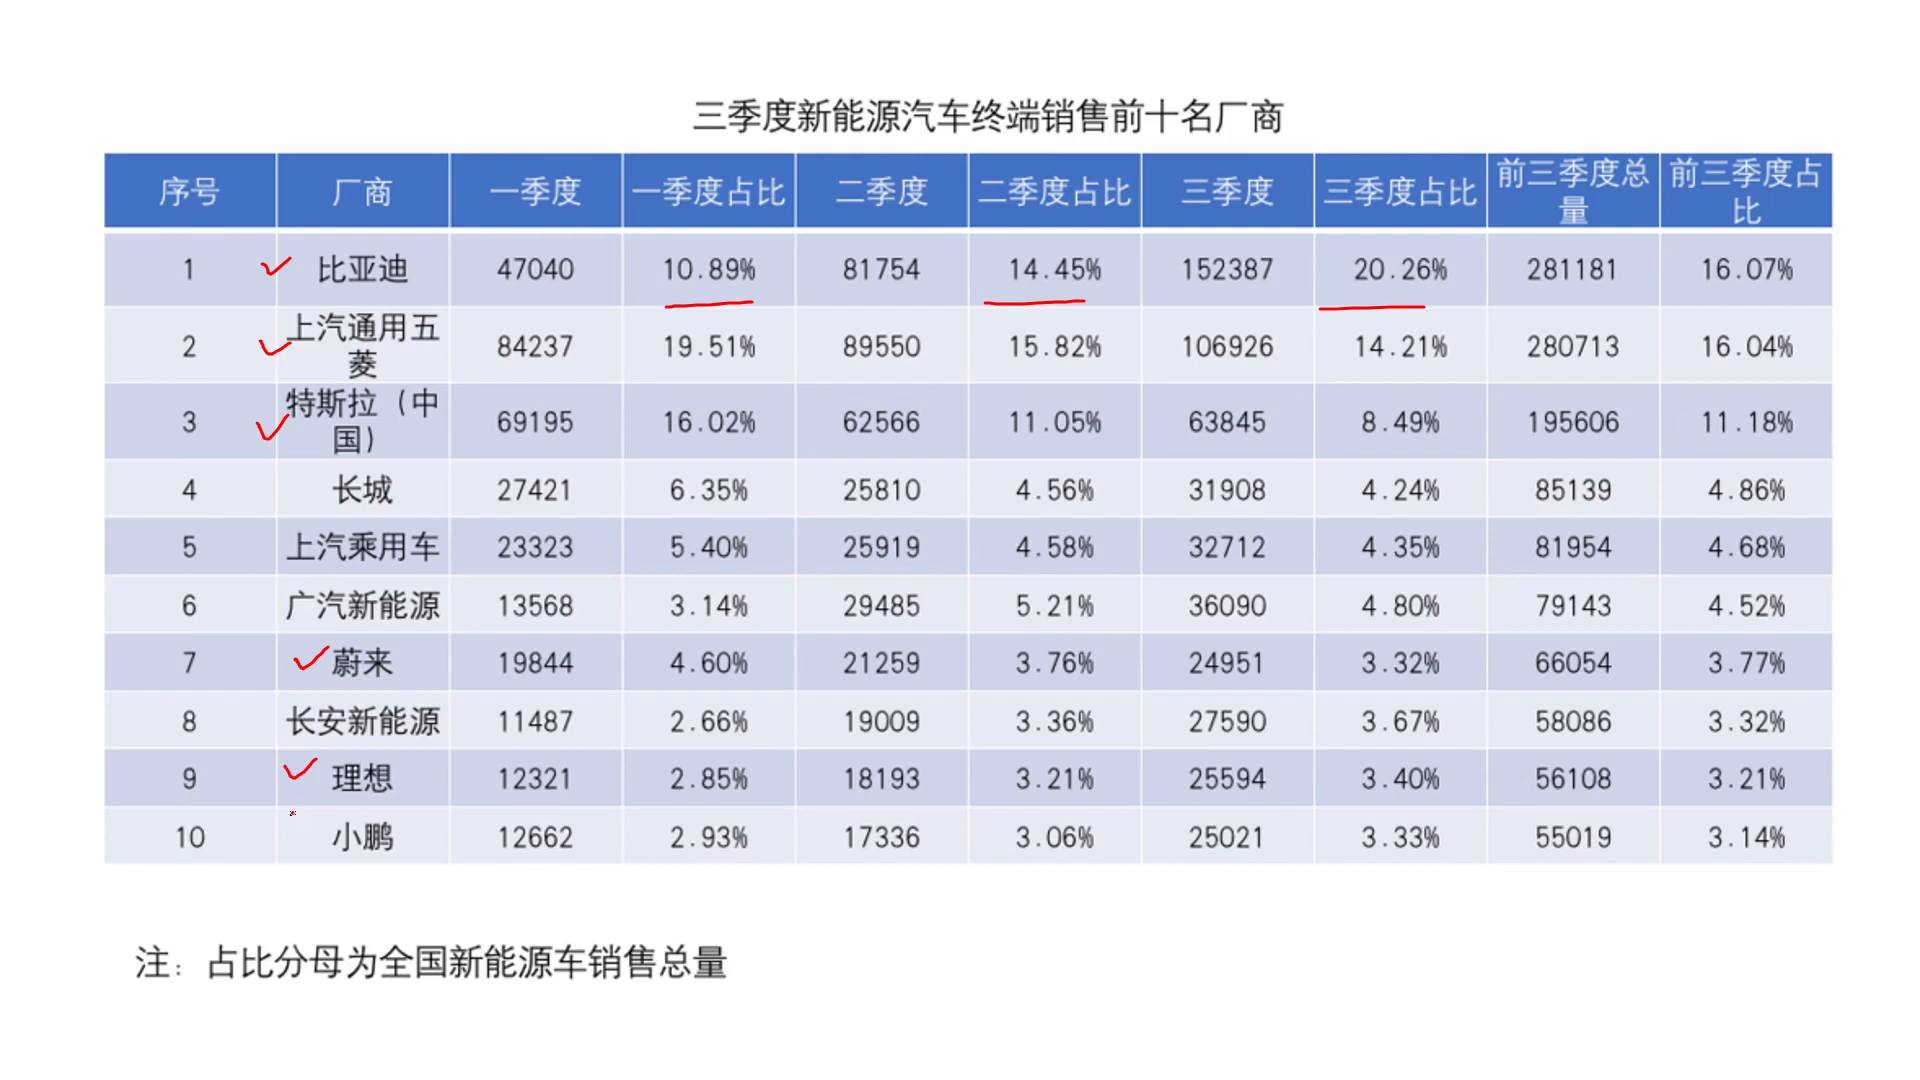 三季度新能源汽车终端销售前十名厂商
序号 厂商 一季度 一季度占比 二季度 二季度占比 三季度 三季度占比 前三季度总量 前三季度占比
1 比亚迪 47040 10.89% 81754 14.45% 152387 20.26% 281181 16.07%
2 上汽通用五菱 84237 19.51% 89550 15.82% 106926 14.21% 280713 16.04%
3 特斯拉（中国） 69195 16.02% 62566 11.05% 63845 8.49% 195606 11.18%
4 长城 27421 6.35% 25810 4.56% 31908 4.24% 85139 4.86%
5 上汽乘用车 23323 5.40% 25919 4.58% 32712 4.35% 81954 4.68%
6 广汽新能源 13568 3.14% 29485 5.21% 36090 4.80% 79143 4.52%
7 蔚来 19844 4.60% 21259 3.76% 24951 3.32% 66054 3.77%
8 长安新能源 11487 2.66% 19009 3.36% 27590 3.67% 58086 3.32%
9 理想 12321 2.85% 18193 3.21% 25594 3.40% 56108 3.21%
10 小鹏 12662 2.93% 17336 3.06% 25021 3.33% 55019 3.14%
注：占比分母为全国新能源车销售总量